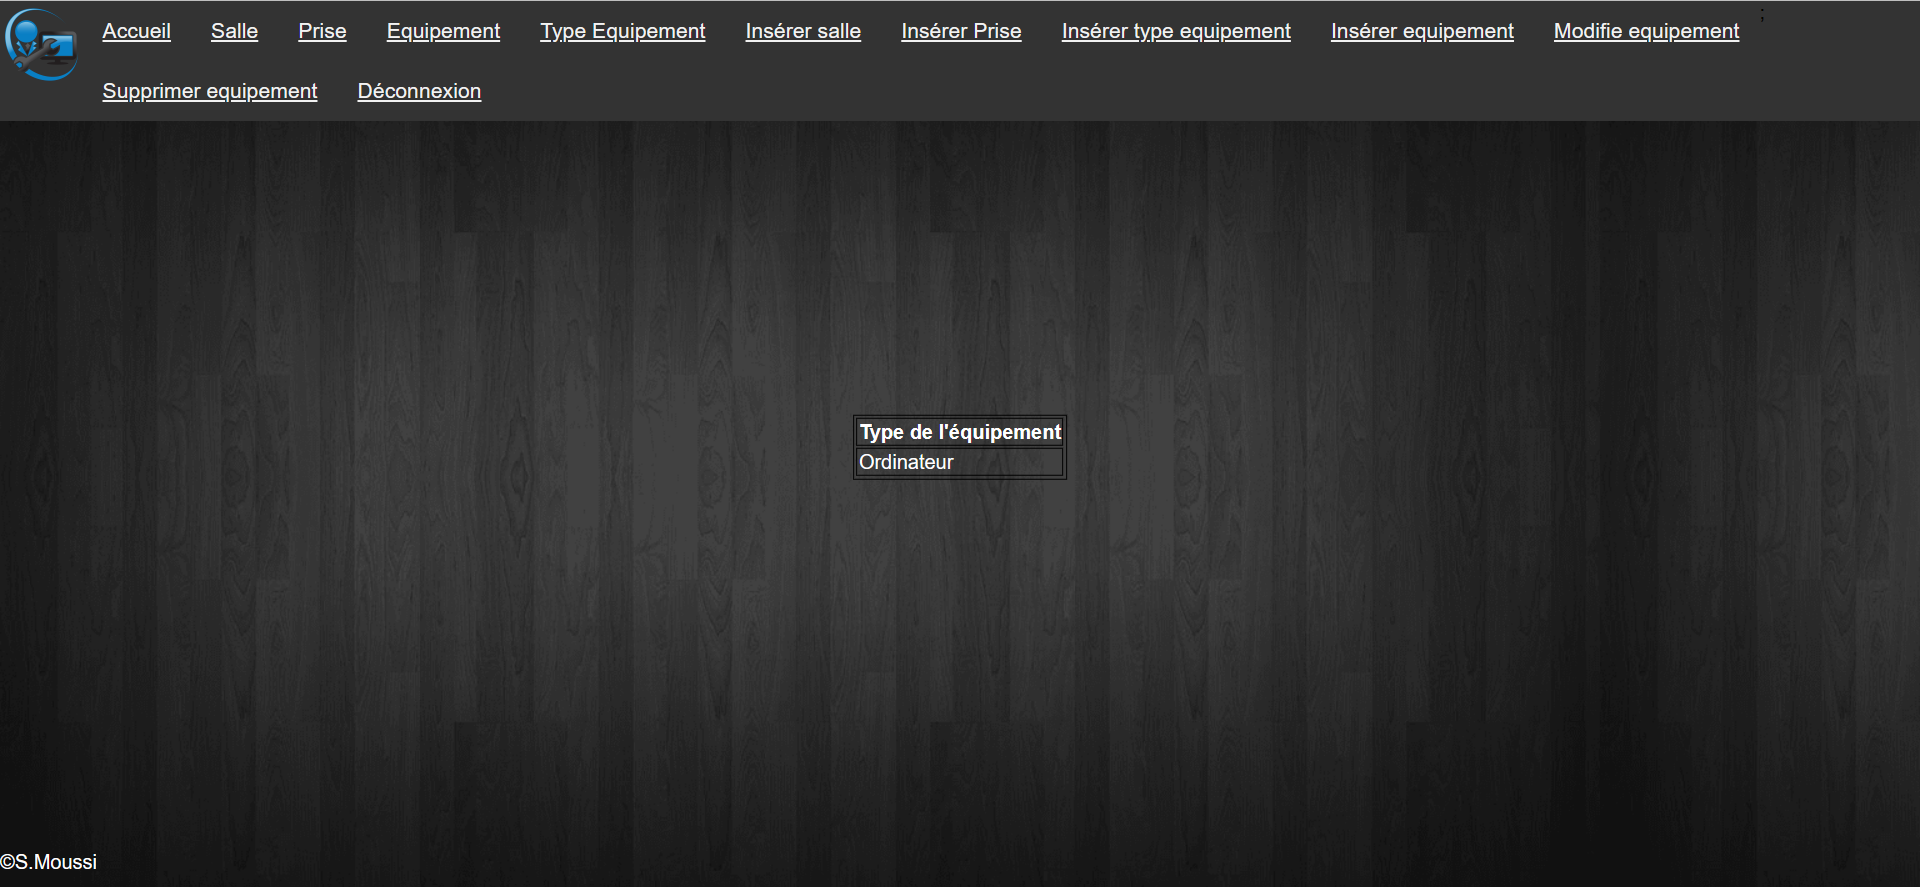 Accueil Salle Prise Equipement Type Equipement Insérer salle Insérer Prise Insérer type equipement Insérer equipement Modifie equipement ;
Supprimer equipement Déconnexion
Type de l'équipement
Ordinateur
©S.Moussi